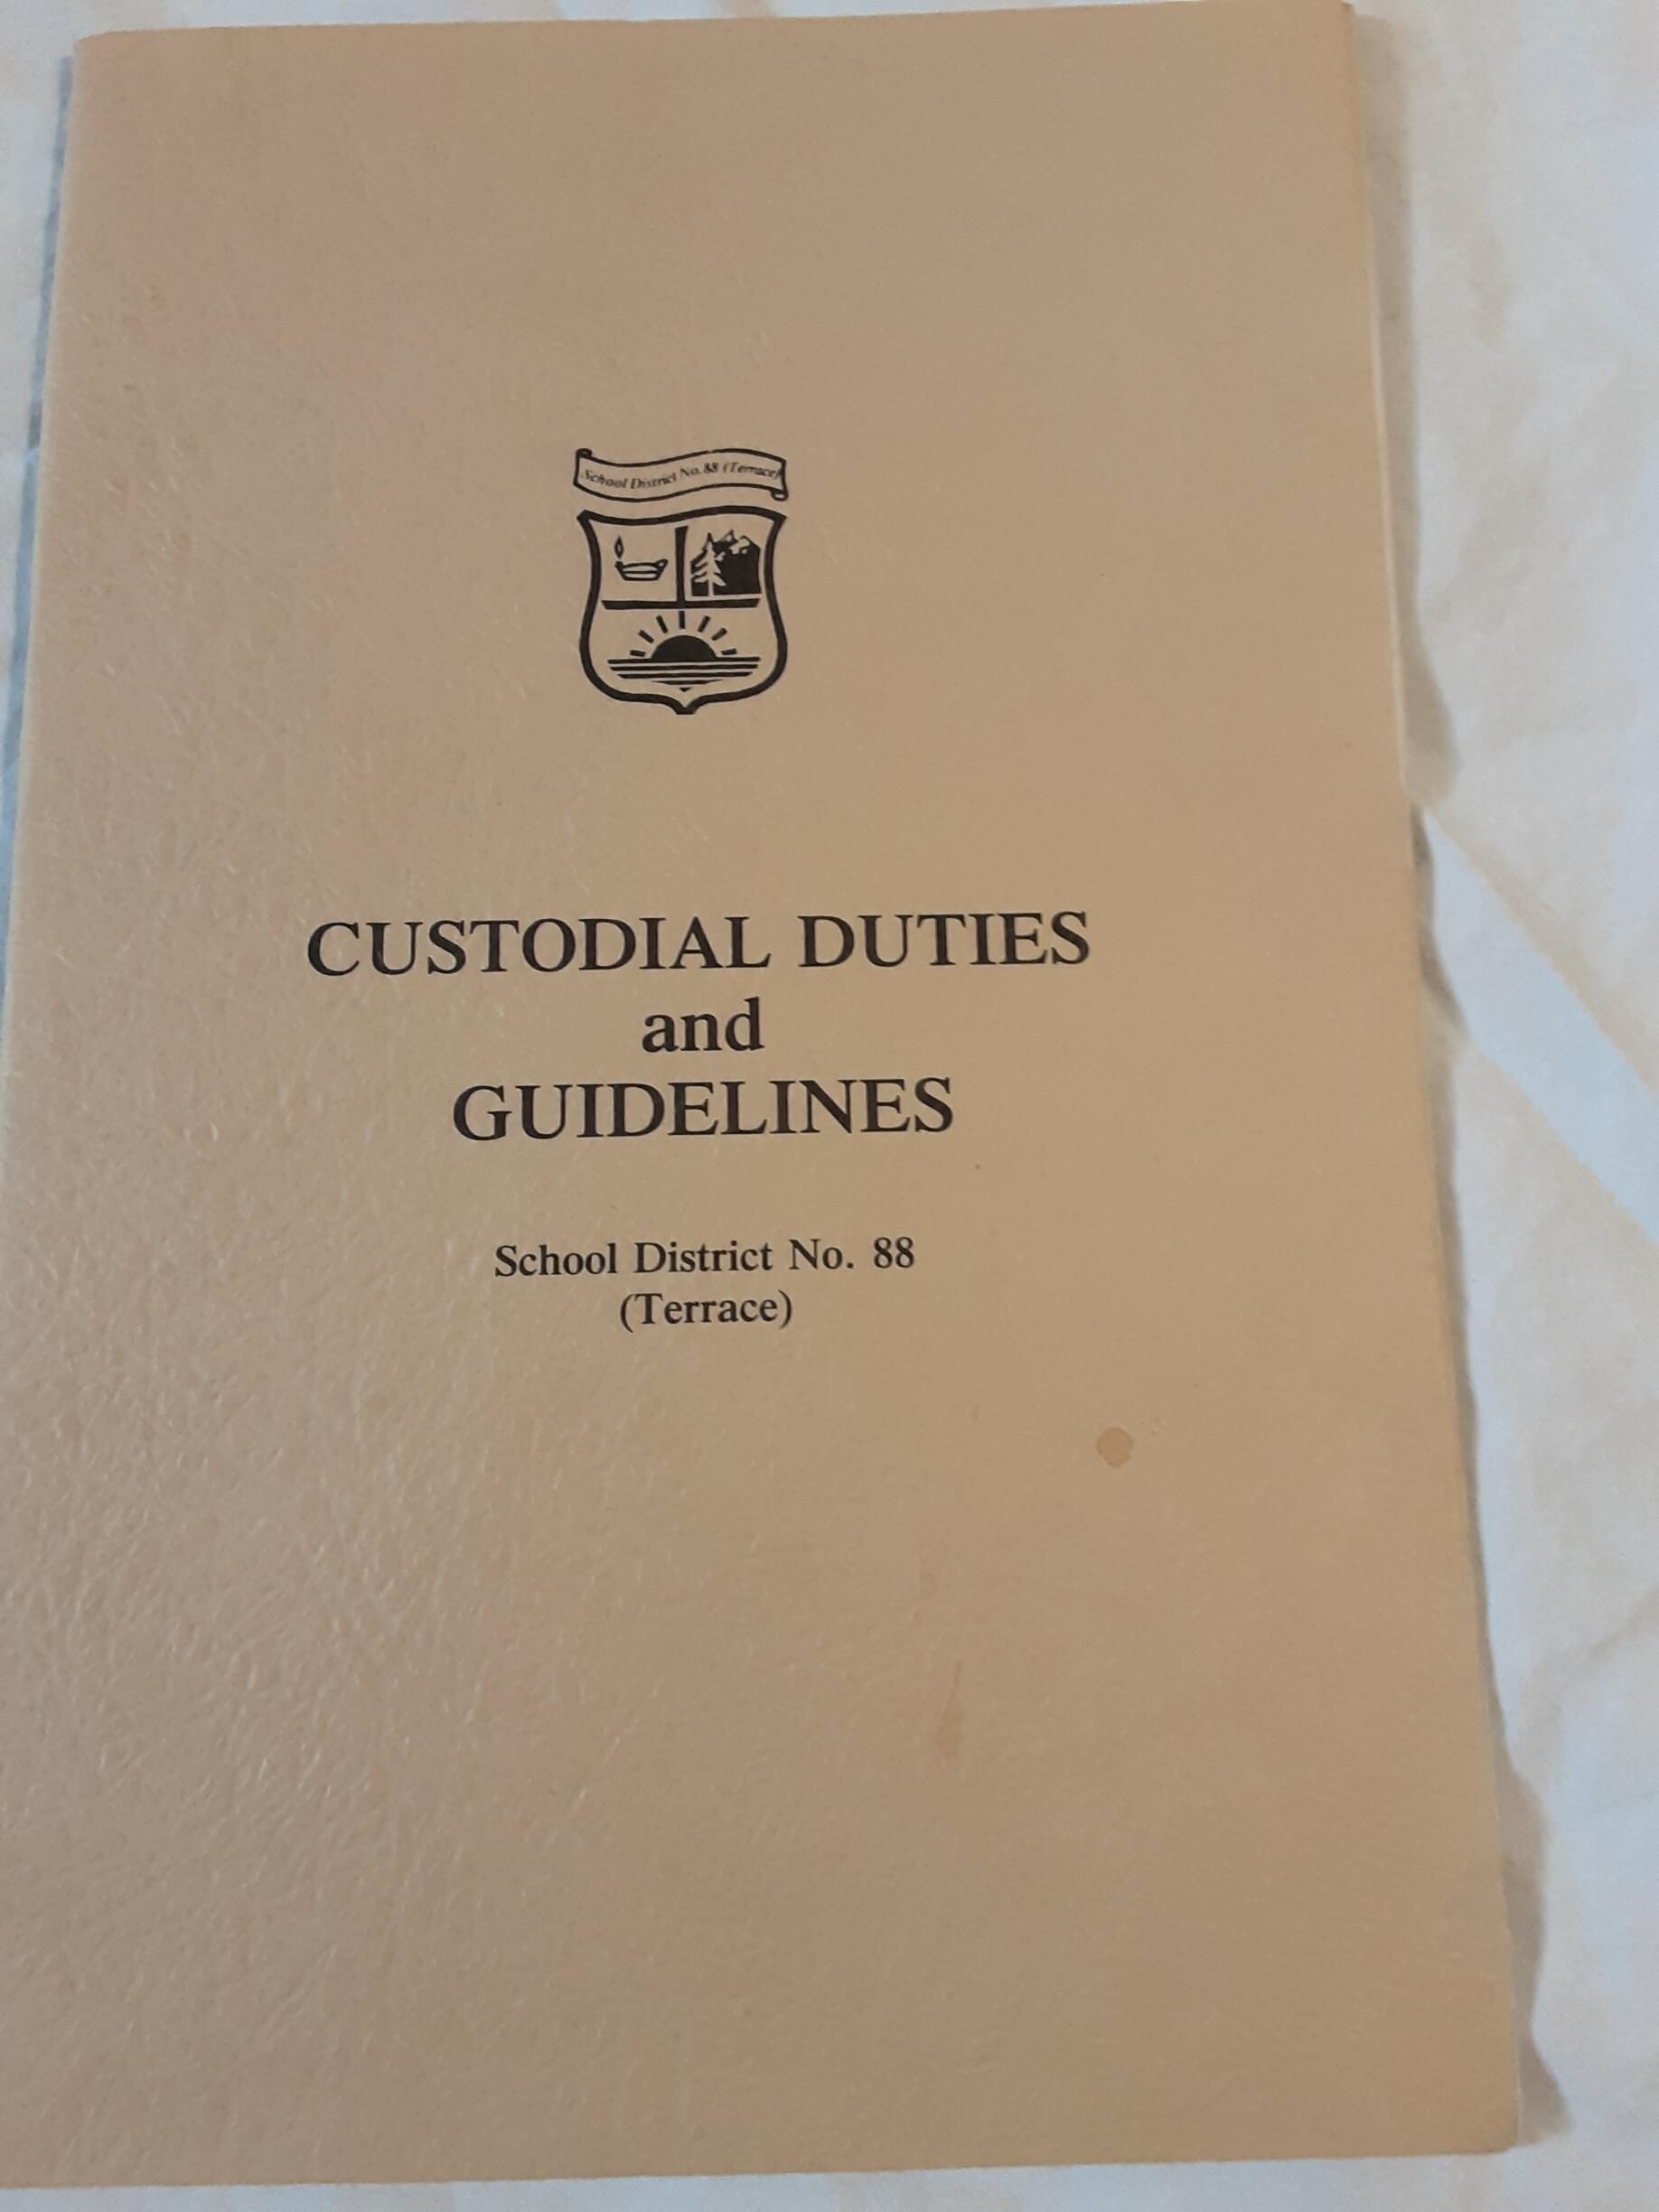 School District No. 88 (Terrace)
CUSTODIAL DUTIES
and
GUIDELINES
School District No. 88
(Terrace)